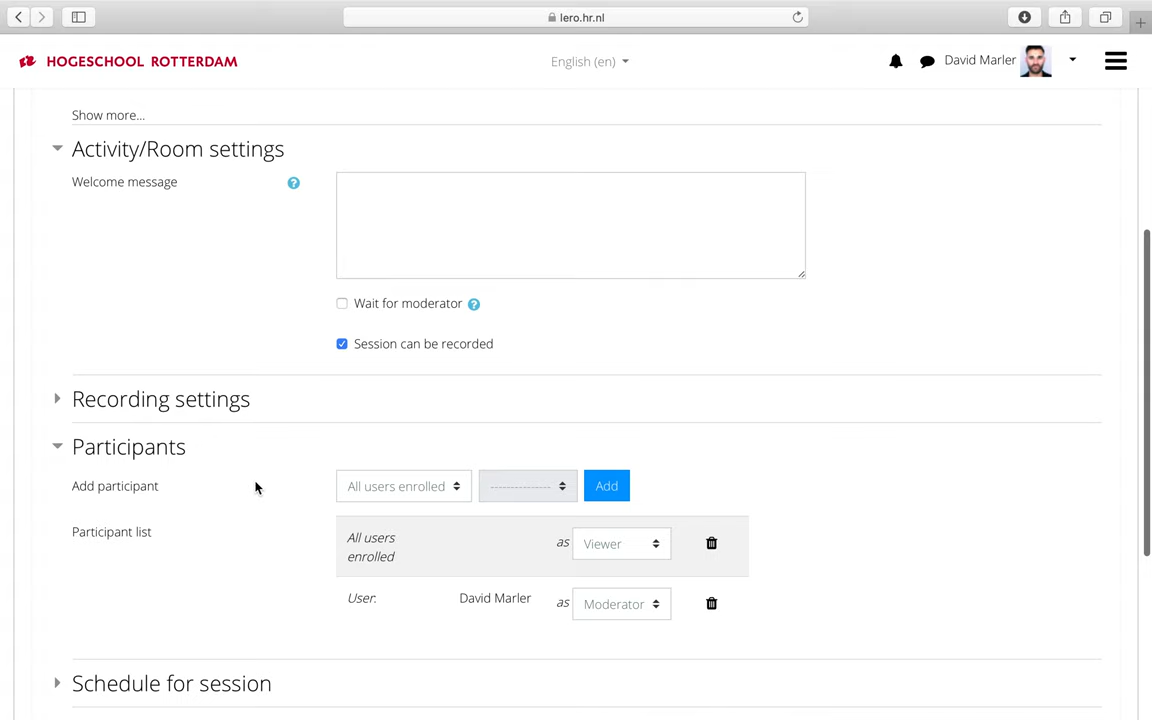 lero.hr.nl
HOGESCHOOL ROTTERDAM
English (en)
David Marler
Show more...
Activity/Room settings
Welcome message
?
Wait for moderator ?
Session can be recorded
Recording settings
Participants
Add participant
All users enrolled
---------------
Add
Participant list
All users
enrolled
as
Viewer
User:
David Marler
as
Moderator
Schedule for session